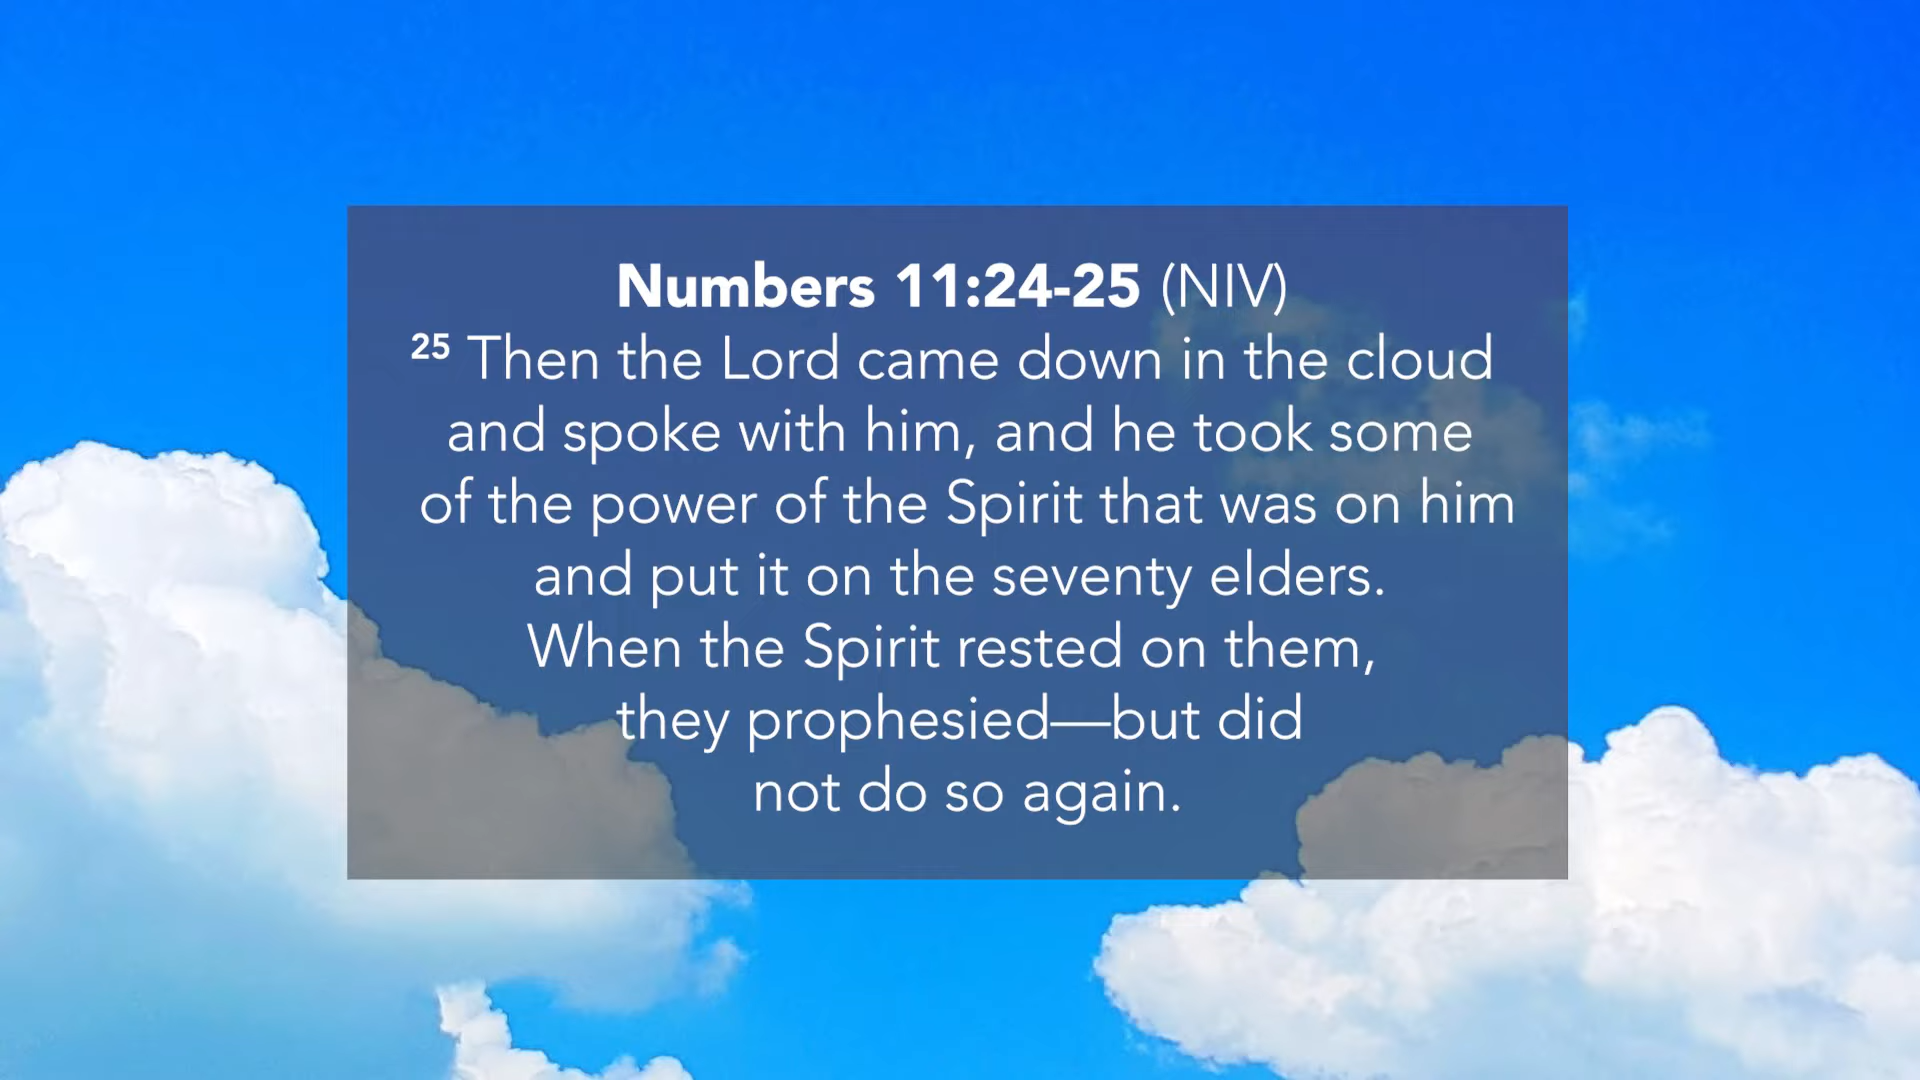 Numbers 11:24-25 (NIV)
25 Then the Lord came down in the cloud
and spoke with him, and he took some
of the power of the Spirit that was on him
and put it on the seventy elders.
When the Spirit rested on them,
they prophesied—but did
not do so again.